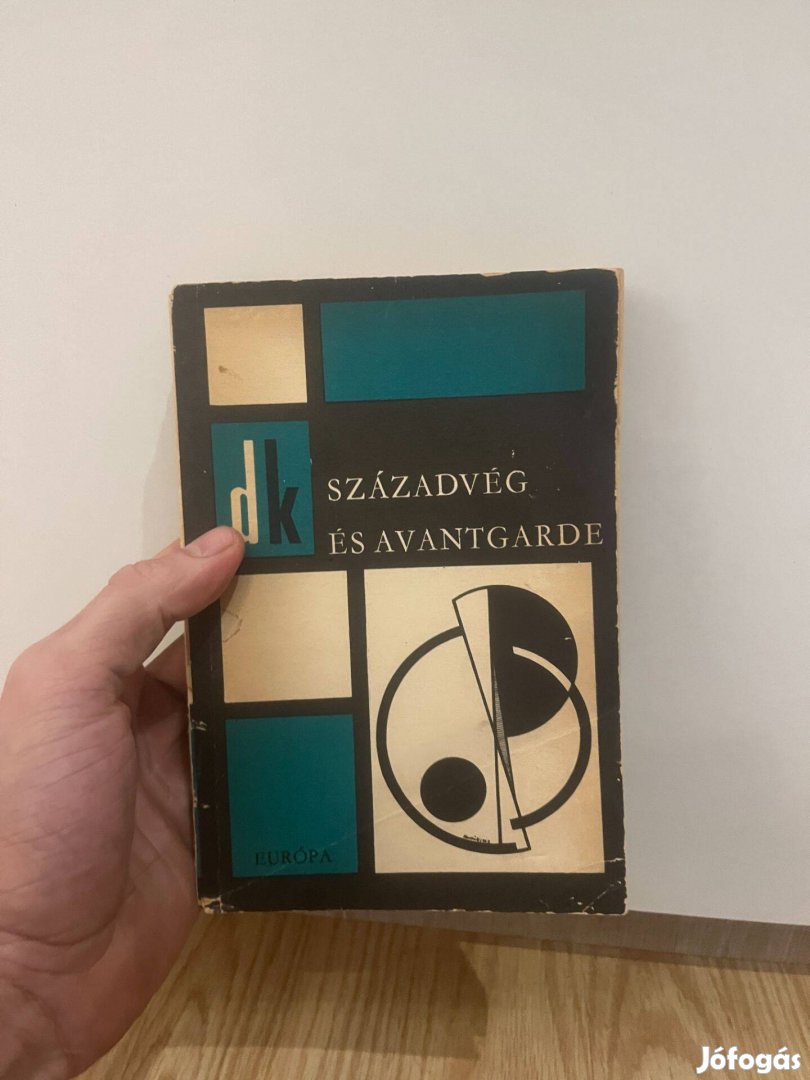 dk
SZÁZADVÉG
ÉS AVANTGARDE
EURÓPA
Jófogás